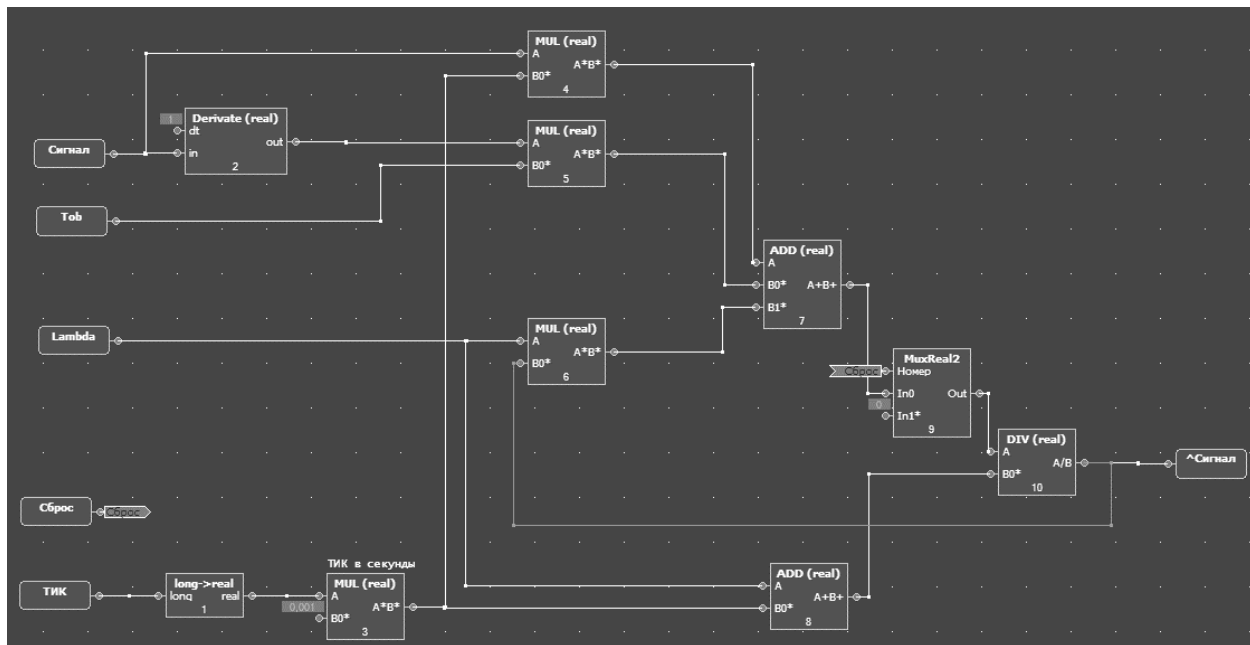 MUL (real)
A
A*B*
B0*
4
Derivate (real)
1
dt
out
in
2
Сигнал
MUL (real)
A
A*B*
B0*
5
Tob
ADD (real)
A
B0*
A+B+
B1*
7
Lambda
MUL (real)
A
A*B*
B0*
6
MuxReal2
Сброс
Номер
In0
Out
0
In1*
9
DIV (real)
A
A/B
B0*
10
^Сигнал
Сброс
Сброс
ТИК в секунды
ТИК
long->real
long
real
1
MUL (real)
A
A*B*
0,001
B0*
3
ADD (real)
A
A+B+
B0*
8